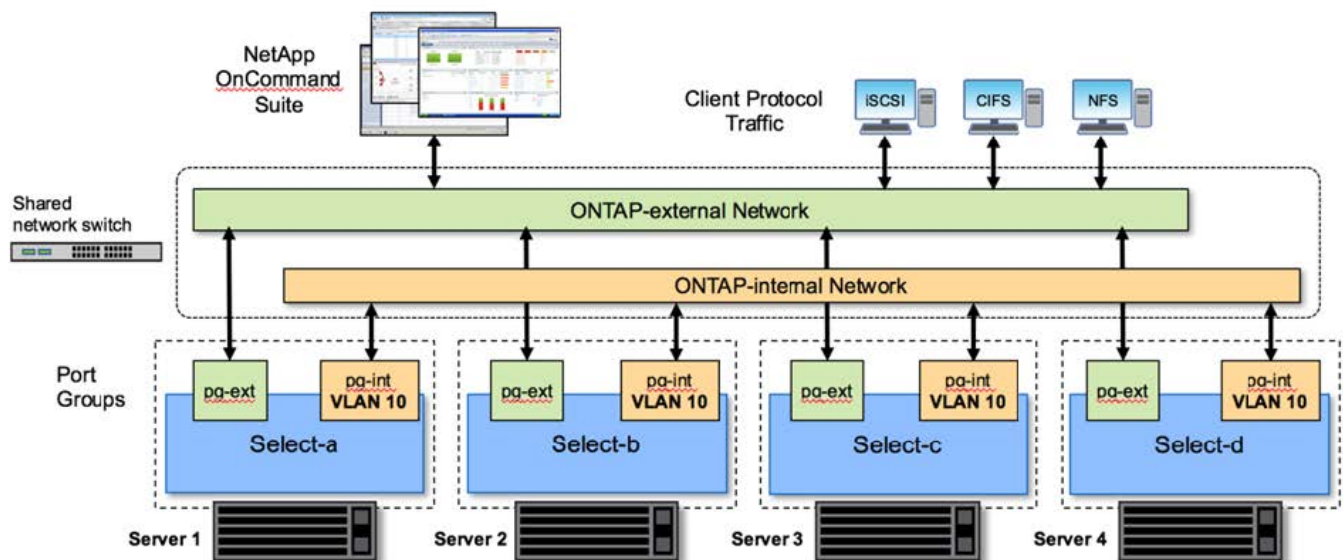 NetApp
OnCommand
Suite
Client Protocol
Traffic
iSCSI
CIFS
NFS
Shared
network switch
ONTAP-external Network
ONTAP-internal Network
Port
Groups
pg-ext
pg-int
VLAN 10
Select-a
pg-ext
pg-int
VLAN 10
Select-b
pg-ext
pg-int
VLAN 10
Select-c
pg-ext
pg-int
VLAN 10
Select-d
Server 1
Server 2
Server 3
Server 4